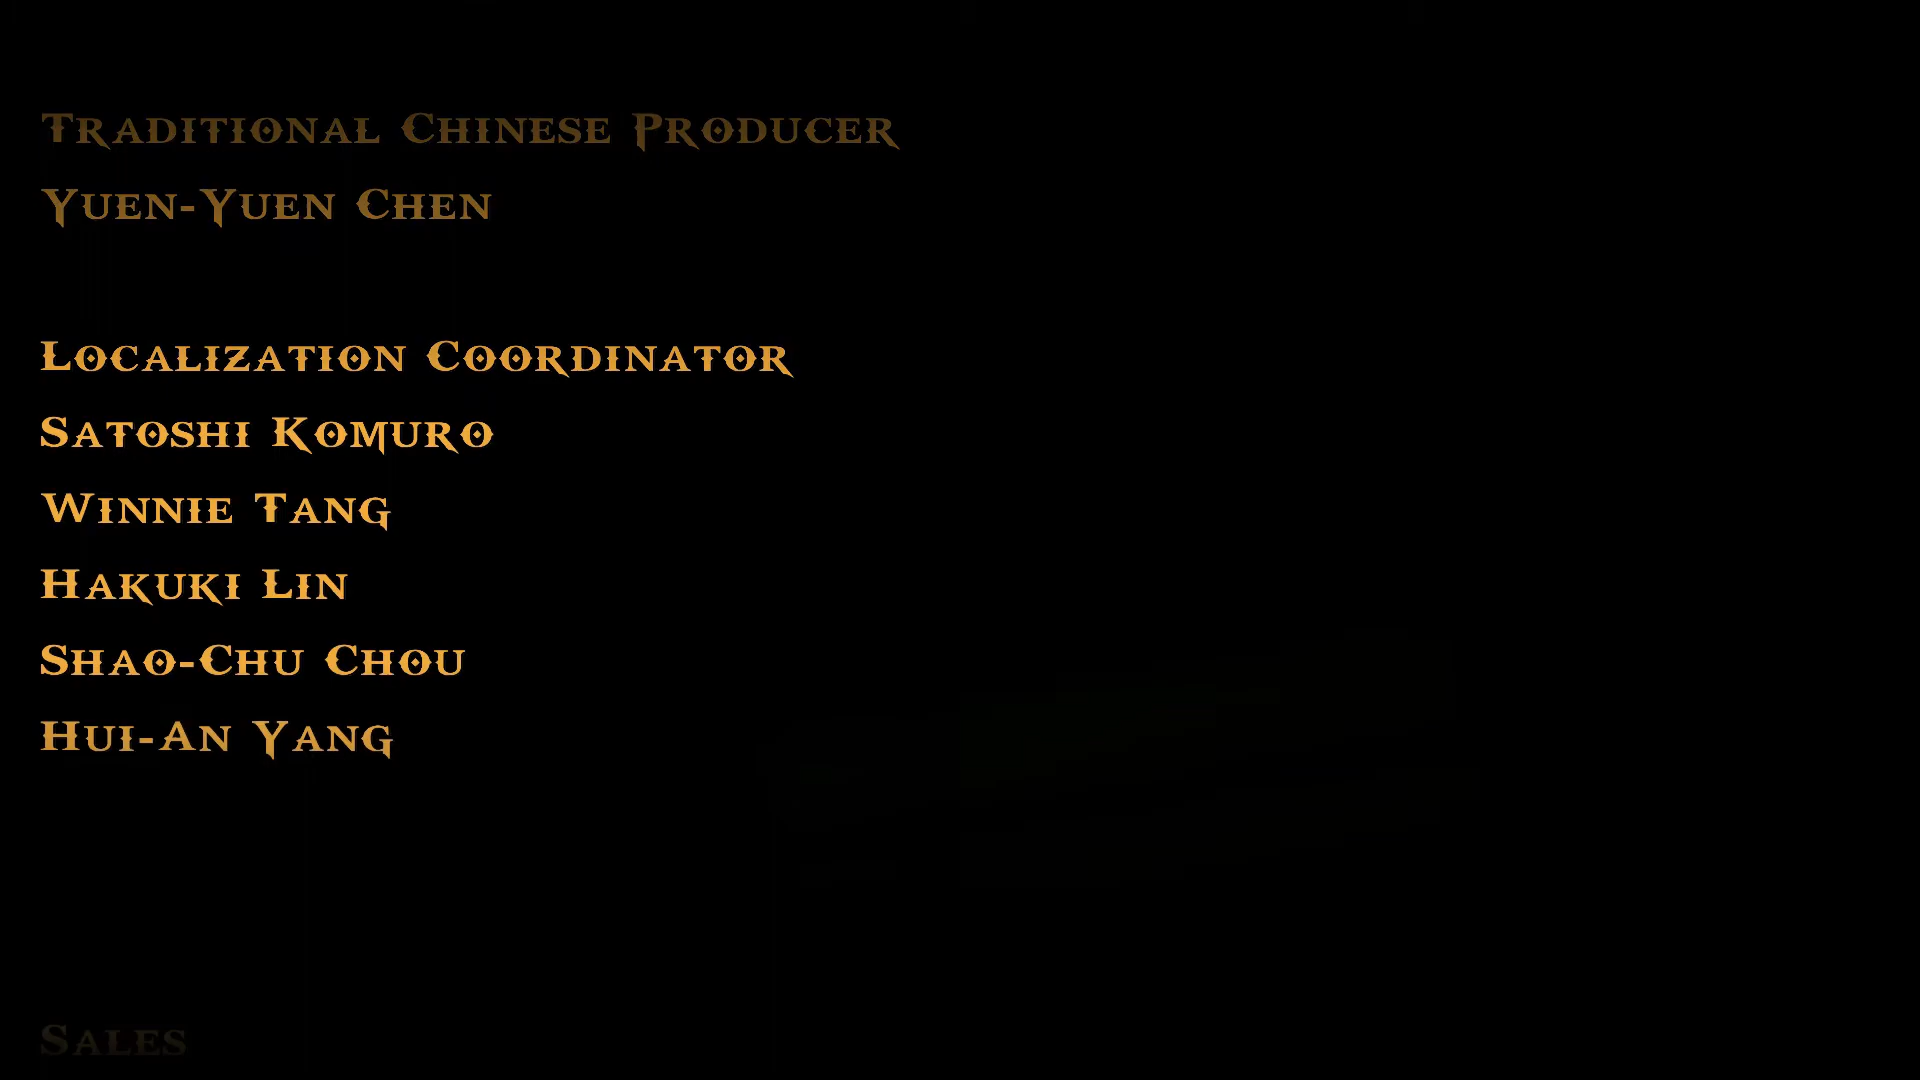 Traditional Chinese Producer
Yuen-Yuen Chen
Localization Coordinator
Satoshi Komuro
Winnie Tang
Hakuki Lin
Shao-Chu Chou
Hui-An Yang
Sales